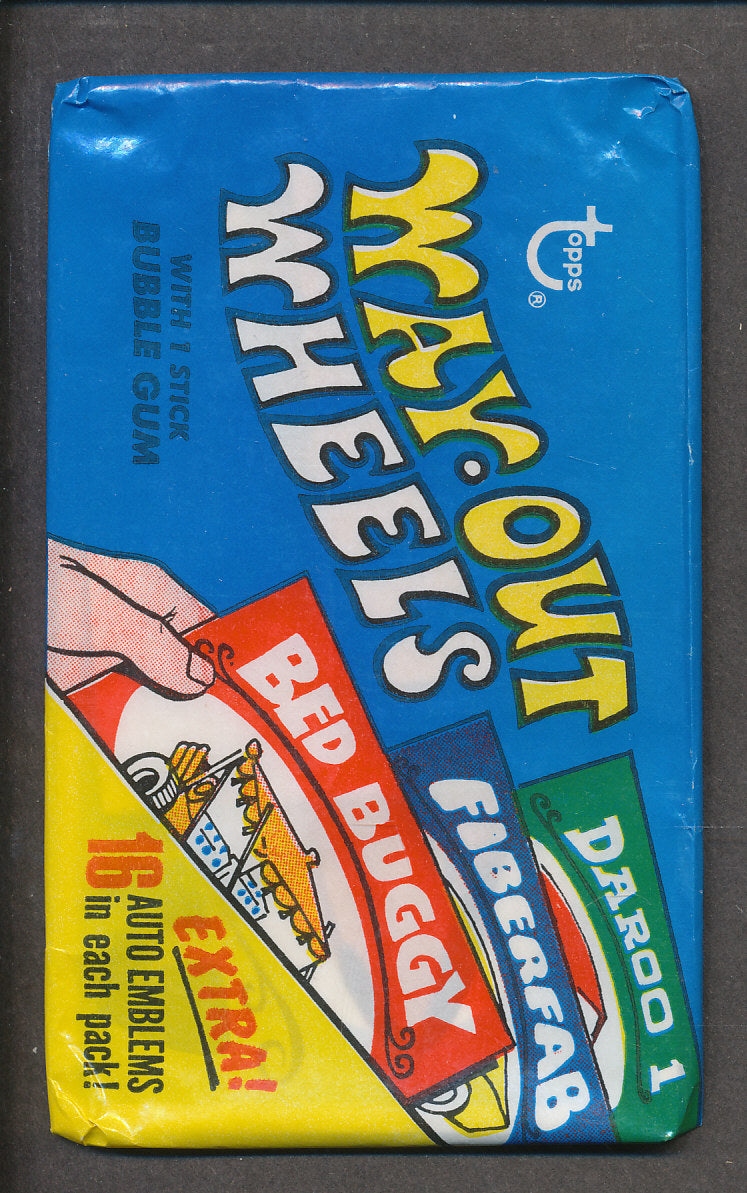 topps®
WAY·OUT
WHEELS
WITH 1 STICK
BUBBLE GUM
DAROO 1
FIBERFAB
BED BUGGY
EXTRA!
16 AUTO EMBLEMS
in each pack!